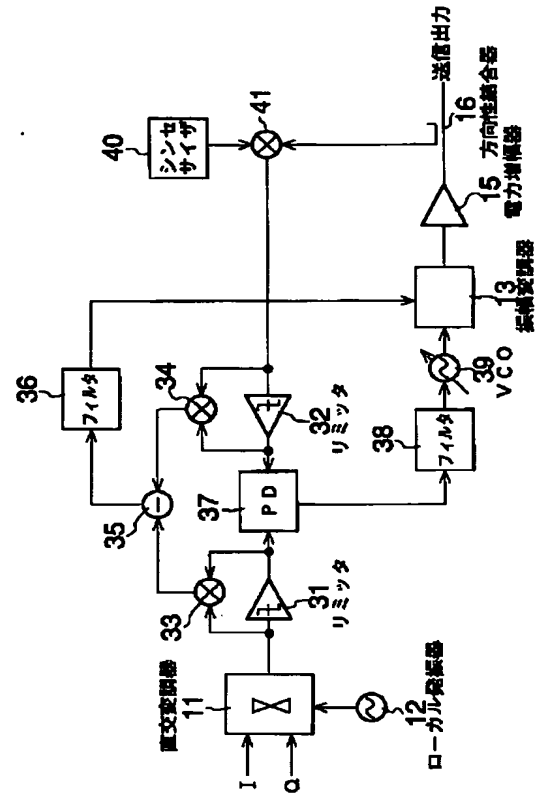 40
シンセ
サイザ
41
36
フィルタ
34
35
33
32
リミッタ
37
PD
31
リミッタ
直交変調器
11
I
Q
12
ローカル発振器
38
フィルタ
39
VCO
13
振幅変調器
15
電力増幅器
16
方向性結合器
送信出力